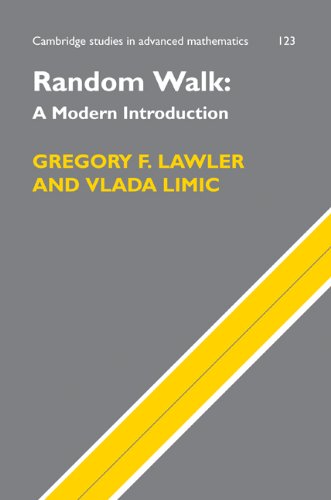 Cambridge studies in advanced mathematics 123
Random Walk:
A Modern Introduction
GREGORY F. LAWLER
AND VLADA LIMIC